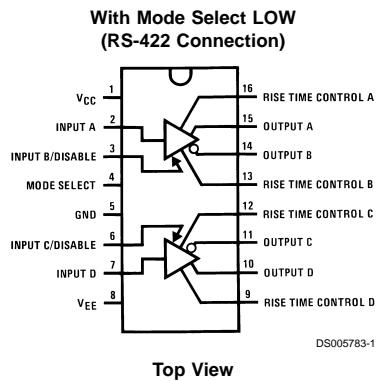 With Mode Select LOW
(RS-422 Connection)
VCC 1
16 RISE TIME CONTROL A
INPUT A 2
15 OUTPUT A
INPUT B/DISABLE 3
14 OUTPUT B
MODE SELECT 4
13 RISE TIME CONTROL B
GND 5
12 RISE TIME CONTROL C
INPUT C/DISABLE 6
11 OUTPUT C
INPUT D 7
10 OUTPUT D
VEE 8
9 RISE TIME CONTROL D
DS005783-1
Top View